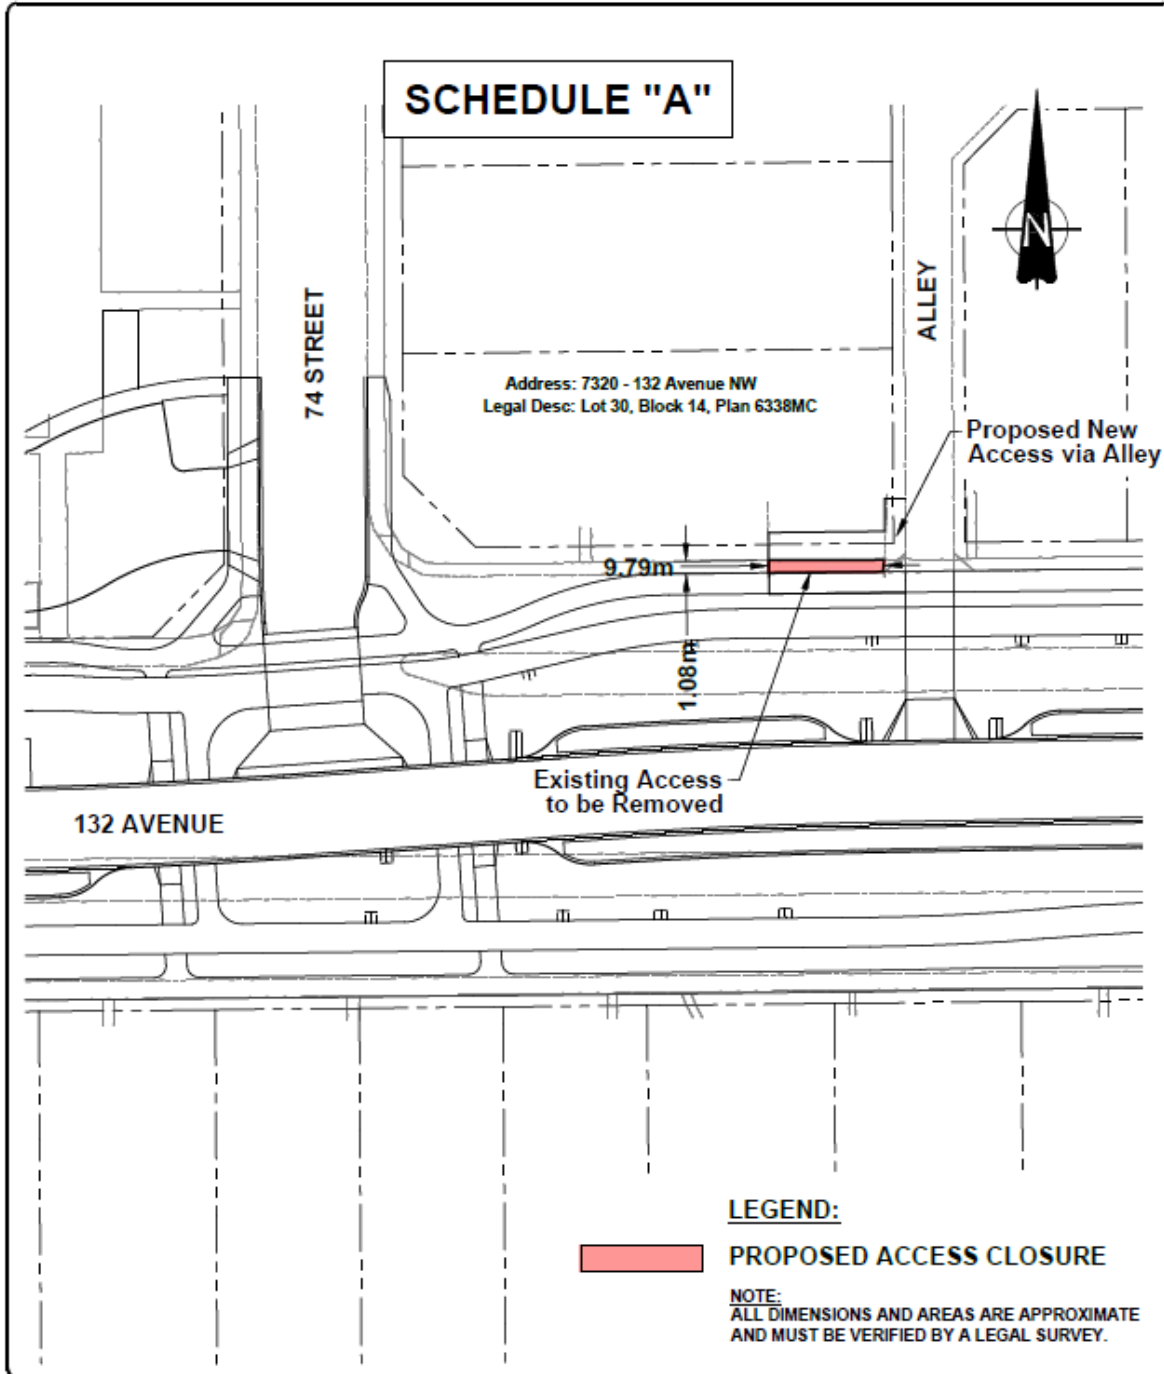 SCHEDULE "A"
N
74 STREET
ALLEY
Address: 7320 - 132 Avenue NW
Legal Desc: Lot 30, Block 14, Plan 6338MC
Proposed New
Access via Alley
9.79m
1.08m
Existing Access
to be Removed
132 AVENUE
LEGEND:
PROPOSED ACCESS CLOSURE
NOTE:
ALL DIMENSIONS AND AREAS ARE APPROXIMATE
AND MUST BE VERIFIED BY A LEGAL SURVEY.